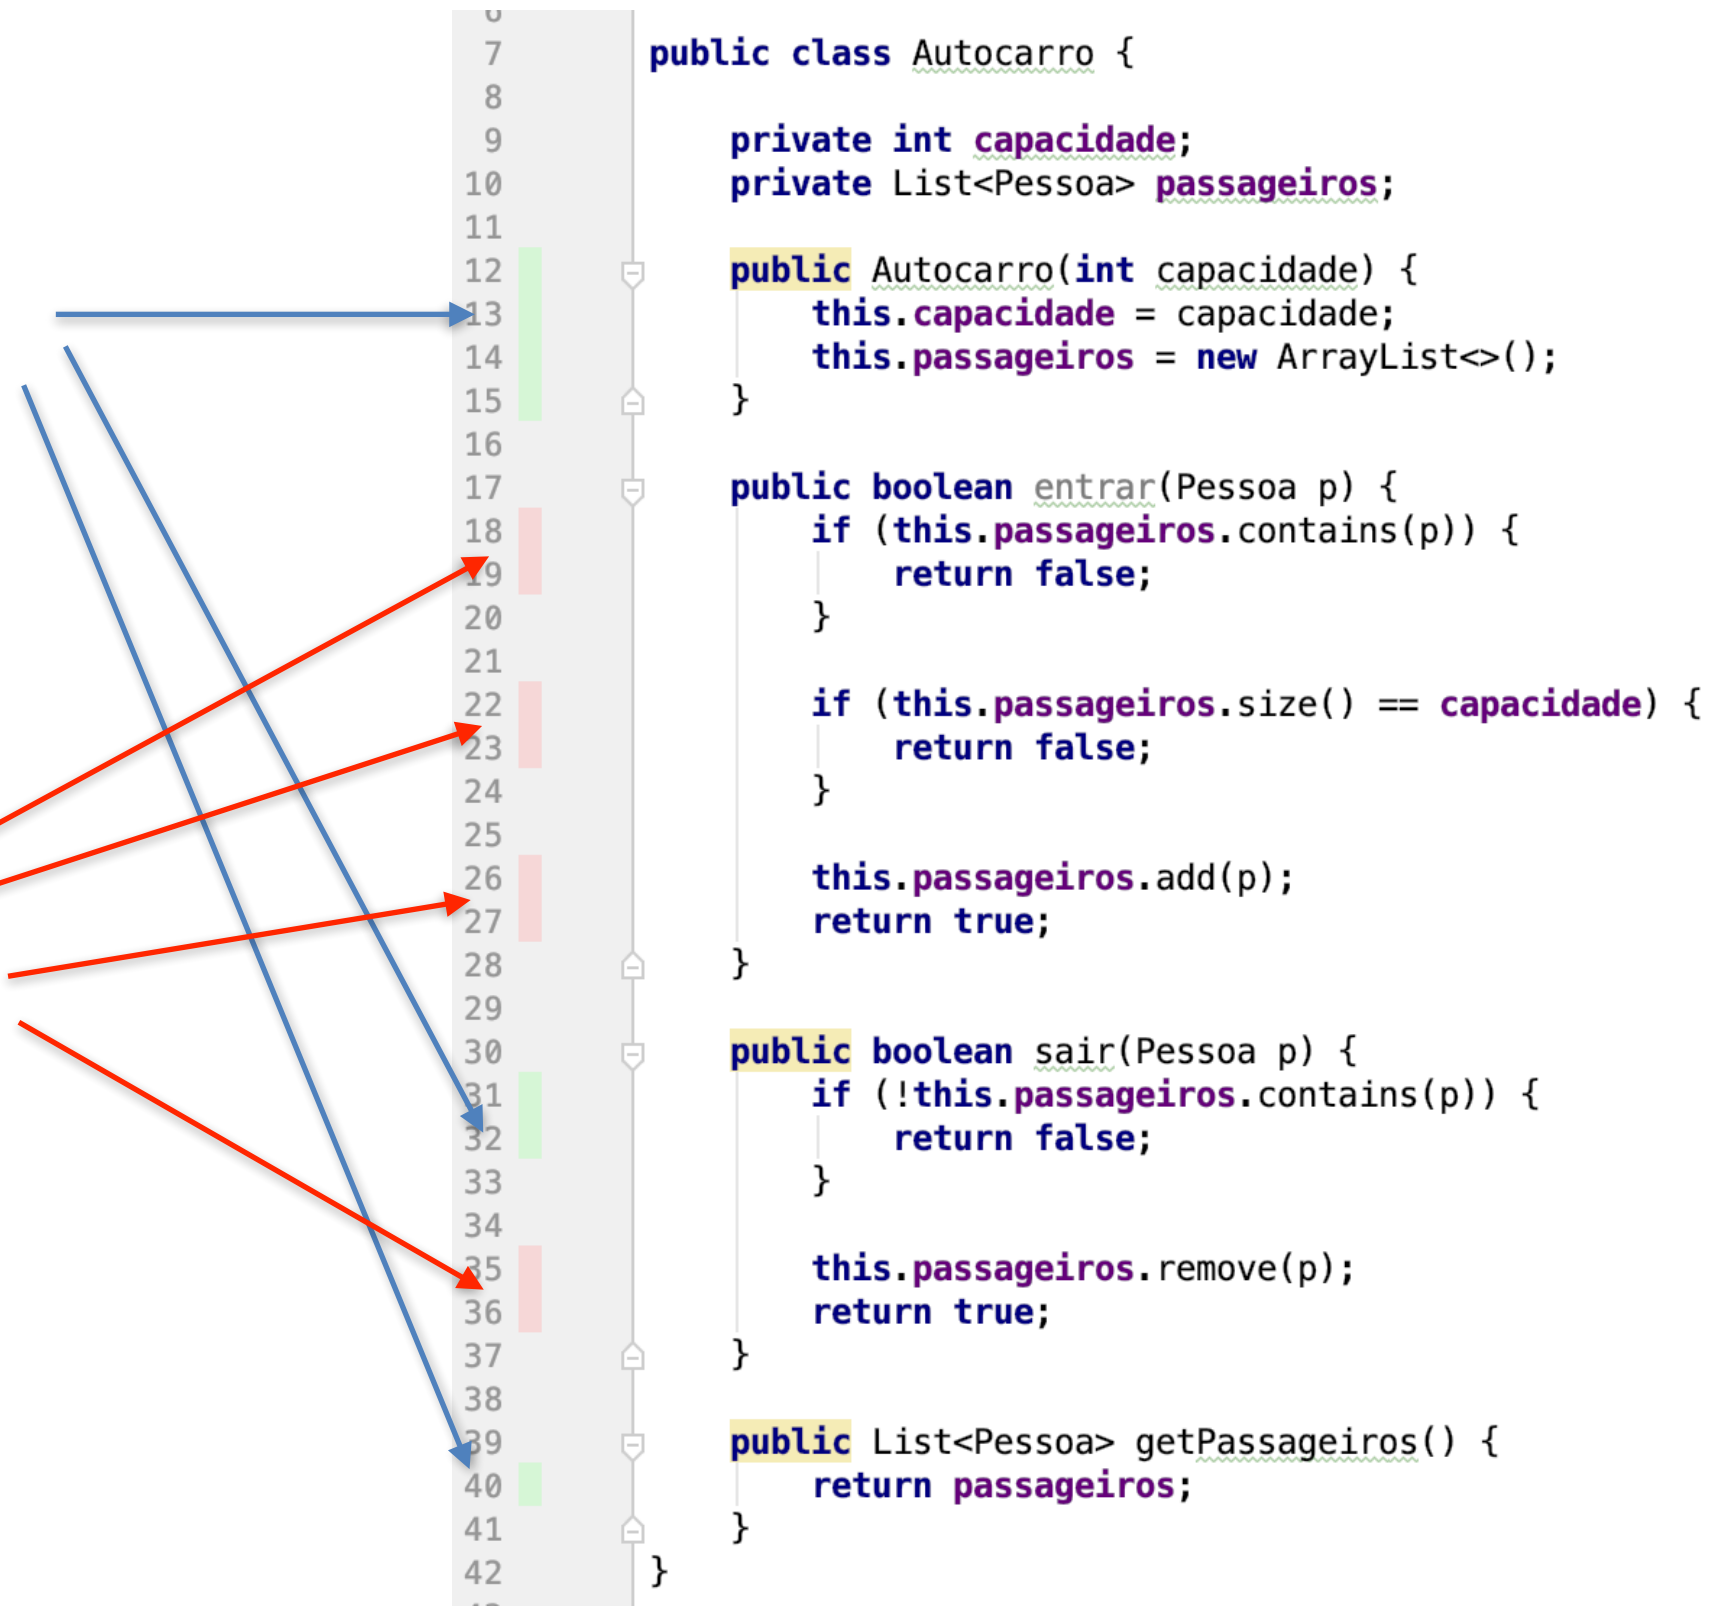 7 public class Autocarro {
8
9 private int capacidade;
10 private List<Pessoa> passageiros;
11
12 public Autocarro(int capacidade) {
13 this.capacidade = capacidade;
14 this.passageiros = new ArrayList<>();
15 }
16
17 public boolean entrar(Pessoa p) {
18 if (this.passageiros.contains(p)) {
19 return false;
20 }
21
22 if (this.passageiros.size() == capacidade) {
23 return false;
24 }
25
26 this.passageiros.add(p);
27 return true;
28 }
29
30 public boolean sair(Pessoa p) {
31 if (!this.passageiros.contains(p)) {
32 return false;
33 }
34
35 this.passageiros.remove(p);
36 return true;
37 }
38
39 public List<Pessoa> getPassageiros() {
40 return passageiros;
41 }
42 }